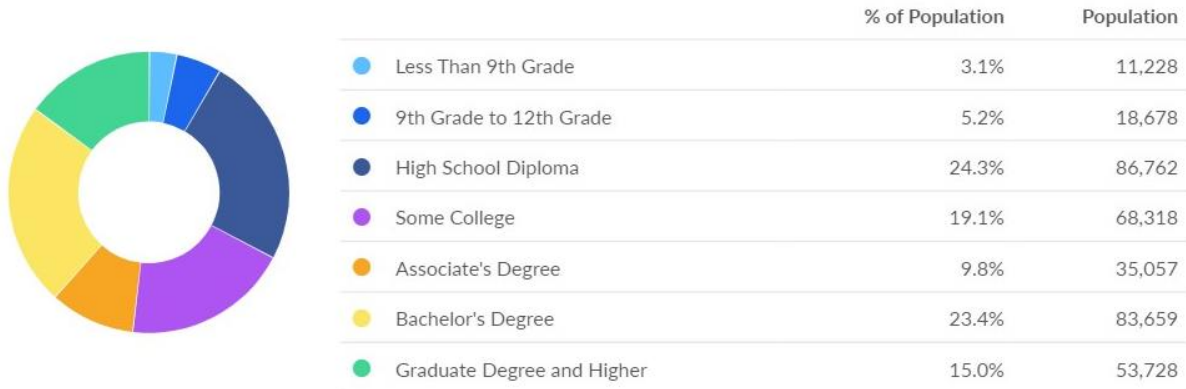 % of Population Population
Less Than 9th Grade 3.1% 11,228
9th Grade to 12th Grade 5.2% 18,678
High School Diploma 24.3% 86,762
Some College 19.1% 68,318
Associate's Degree 9.8% 35,057
Bachelor's Degree 23.4% 83,659
Graduate Degree and Higher 15.0% 53,728